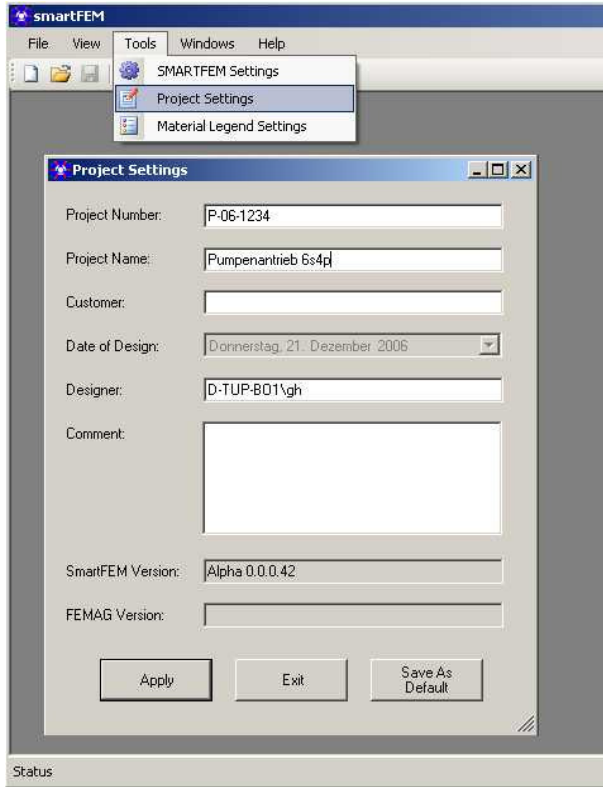 smartFEM
File View Tools Windows Help
SMARTFEM Settings
Project Settings
Material Legend Settings
Project Settings
Project Number: P-06-1234
Project Name: Pumpenantrieb 6s4p
Customer:
Date of Design: Donnerstag, 21. Dezember 2006
Designer: D-TUP-BO1\gh
Comment:
SmartFEM Version: Alpha 0.0.0.42
FEMAG Version:
Apply Exit Save As
Default
Status